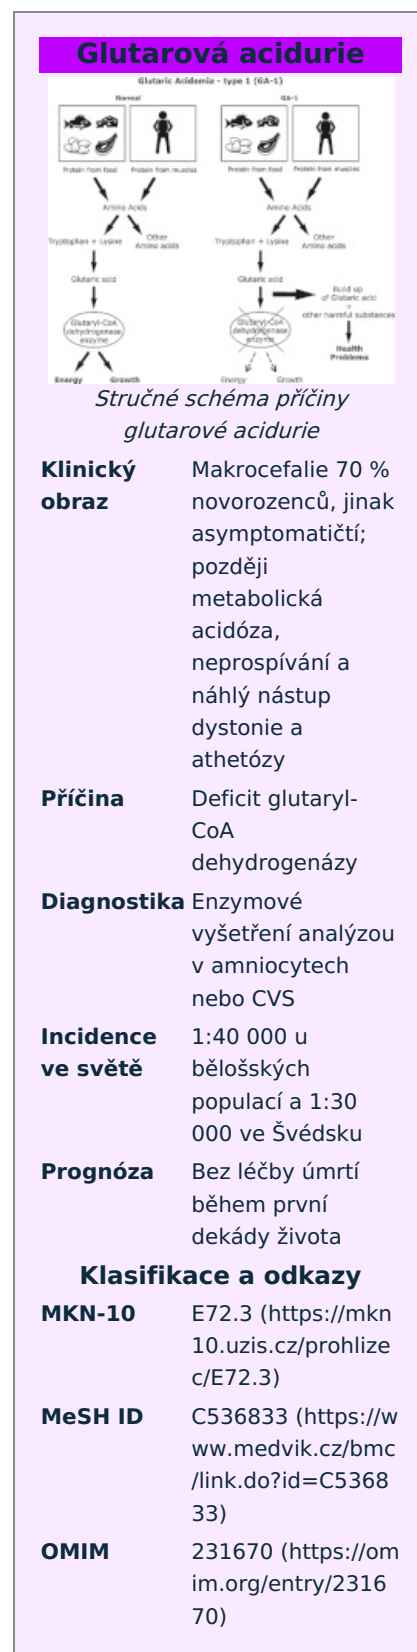 Glutarová acidurie
Glutaric Acidemia - type 1 (GA-1)
Normal
GA-1
Protein from food
Protein from muscles
Protein from food
Protein from muscles
Amino Acids
Amino Acids
Tryptophan + Lysine
Other
Amino acids
Tryptophan + Lysine
Other
Amino acids
Glutaric acid
Glutaric acid
Build up
of Glutaric acid
+
other harmful substances
Glutaryl-CoA
dehydrogenase
enzyme
Glutaryl-CoA
dehydrogenase
enzyme
Health
Problems
Energy
Growth
Energy
Growth
Stručné schéma příčiny
glutarové acidurie
Klinický
obraz
Makrocefalie 70 %
novorozenců, jinak
asymptomatičtí;
později
metabolická
acidóza,
neprospívání a
náhlý nástup
dystonie a
athetózy
Příčina
Deficit glutaryl-
CoA
dehydrogenázy
Diagnostika
Enzymové
vyšetření analýzou
v amniocytech
nebo CVS
Incidence
ve světě
1:40 000 u
bělošských
populací a 1:30
000 ve Švédsku
Prognóza
Bez léčby úmrtí
během první
dekády života
Klasifikace a odkazy
MKN-10
E72.3 (https://mkn
10.uzis.cz/prohlize
c/E72.3)
MeSH ID
C536833 (https://w
ww.medvik.cz/bmc
/link.do?id=C5368
33)
OMIM
231670 (https://om
im.org/entry/2316
70)